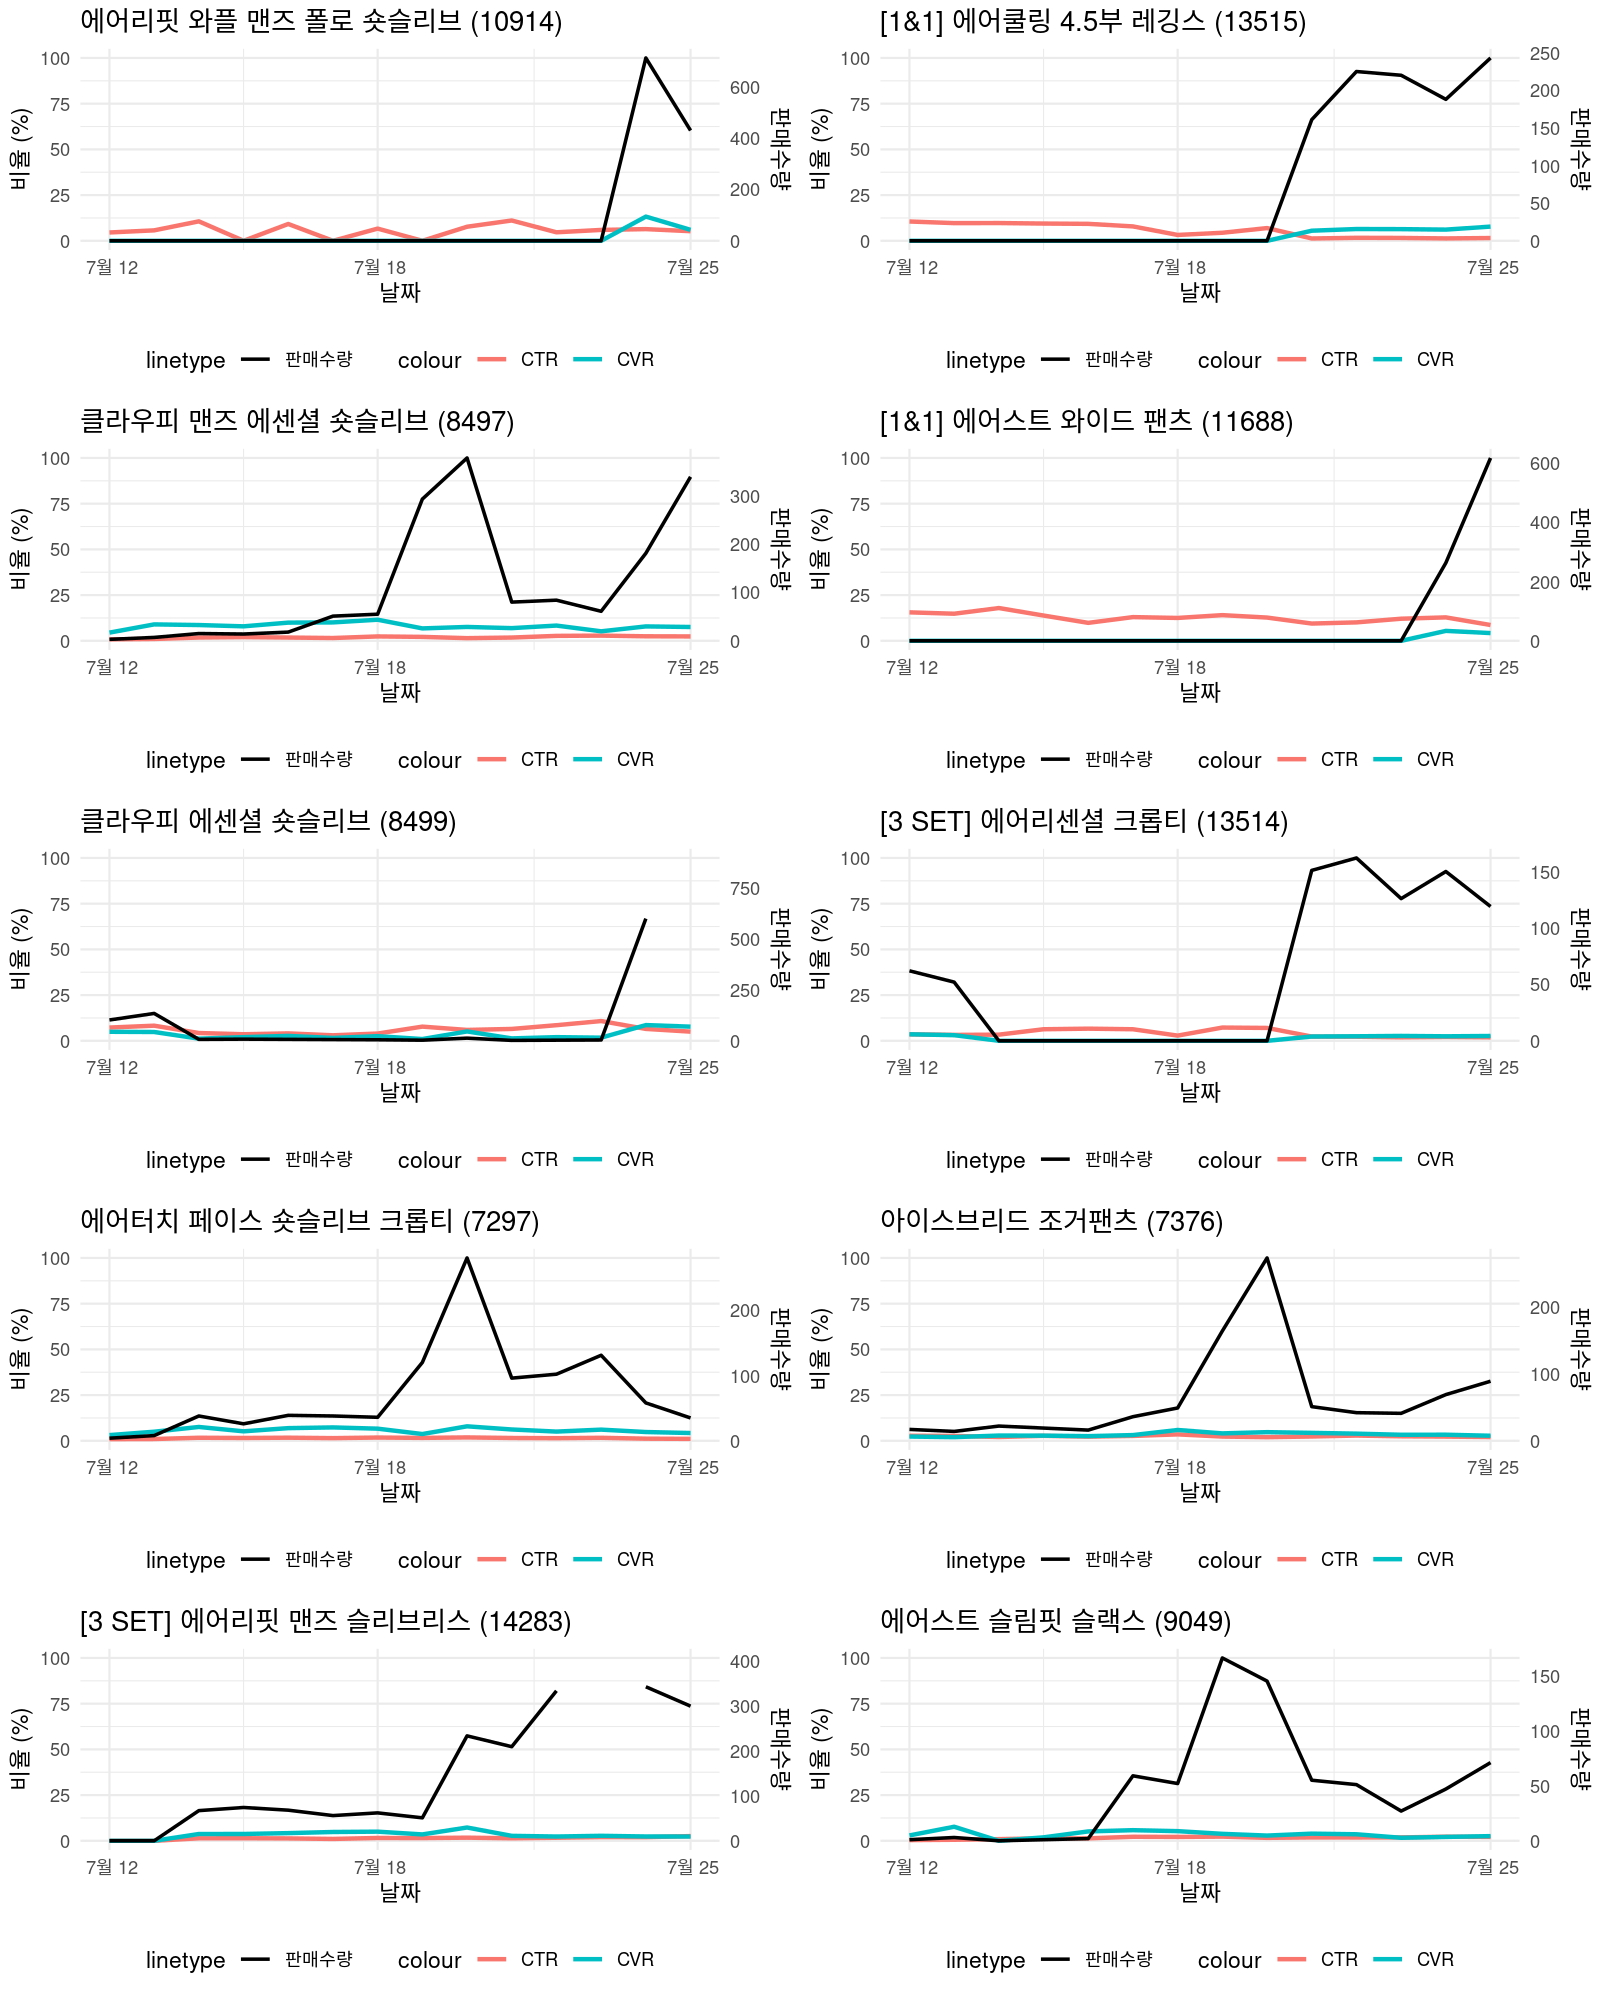 에어리핏 와플 맨즈 폴로 숏슬리브 (10914)
비율 (%)
100
75
50
25
0
600
400
200
0
판매수량
7월 12
7월 18
7월 25
날짜
linetype 판매수량 colour CTR CVR
[1&1] 에어쿨링 4.5부 레깅스 (13515)
비율 (%)
100
75
50
25
0
250
200
150
100
50
0
판매수량
7월 12
7월 18
7월 25
날짜
linetype 판매수량 colour CTR CVR
클라우피 맨즈 에센셜 숏슬리브 (8497)
비율 (%)
100
75
50
25
0
300
200
100
0
판매수량
7월 12
7월 18
7월 25
날짜
linetype 판매수량 colour CTR CVR
[1&1] 에어스트 와이드 팬츠 (11688)
비율 (%)
100
75
50
25
0
600
400
200
0
판매수량
7월 12
7월 18
7월 25
날짜
linetype 판매수량 colour CTR CVR
클라우피 에센셜 숏슬리브 (8499)
비율 (%)
100
75
50
25
0
750
500
250
0
판매수량
7월 12
7월 18
7월 25
날짜
linetype 판매수량 colour CTR CVR
[3 SET] 에어리센셜 크롭티 (13514)
비율 (%)
100
75
50
25
0
150
100
50
0
판매수량
7월 12
7월 18
7월 25
날짜
linetype 판매수량 colour CTR CVR
에어터치 페이스 숏슬리브 크롭티 (7297)
비율 (%)
100
75
50
25
0
200
100
0
판매수량
7월 12
7월 18
7월 25
날짜
linetype 판매수량 colour CTR CVR
아이스브리드 조거팬츠 (7376)
비율 (%)
100
75
50
25
0
200
100
0
판매수량
7월 12
7월 18
7월 25
날짜
linetype 판매수량 colour CTR CVR
[3 SET] 에어리핏 맨즈 슬리브리스 (14283)
비율 (%)
100
75
50
25
0
400
300
200
100
0
판매수량
7월 12
7월 18
7월 25
날짜
linetype 판매수량 colour CTR CVR
에어스트 슬림핏 슬랙스 (9049)
비율 (%)
100
75
50
25
0
150
100
50
0
판매수량
7월 12
7월 18
7월 25
날짜
linetype 판매수량 colour CTR CVR